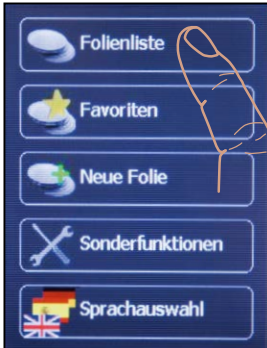 Folienliste
Favoriten
Neue Folie
Sonderfunktionen
Sprachauswahl